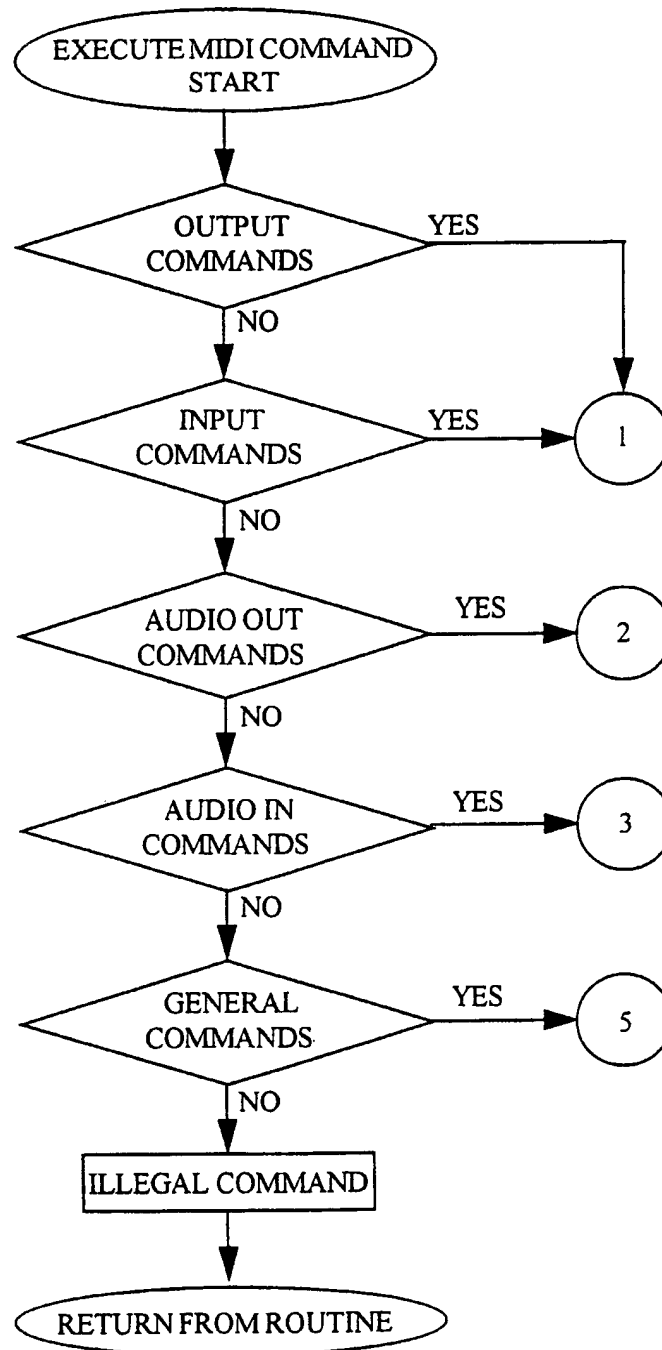 EXECUTE MIDI COMMAND
START
OUTPUT
COMMANDS
YES
NO
INPUT
COMMANDS
YES
1
NO
AUDIO OUT
COMMANDS
YES
2
NO
AUDIO IN
COMMANDS
YES
3
NO
GENERAL
COMMANDS
YES
5
NO
ILLEGAL COMMAND
RETURN FROM ROUTINE